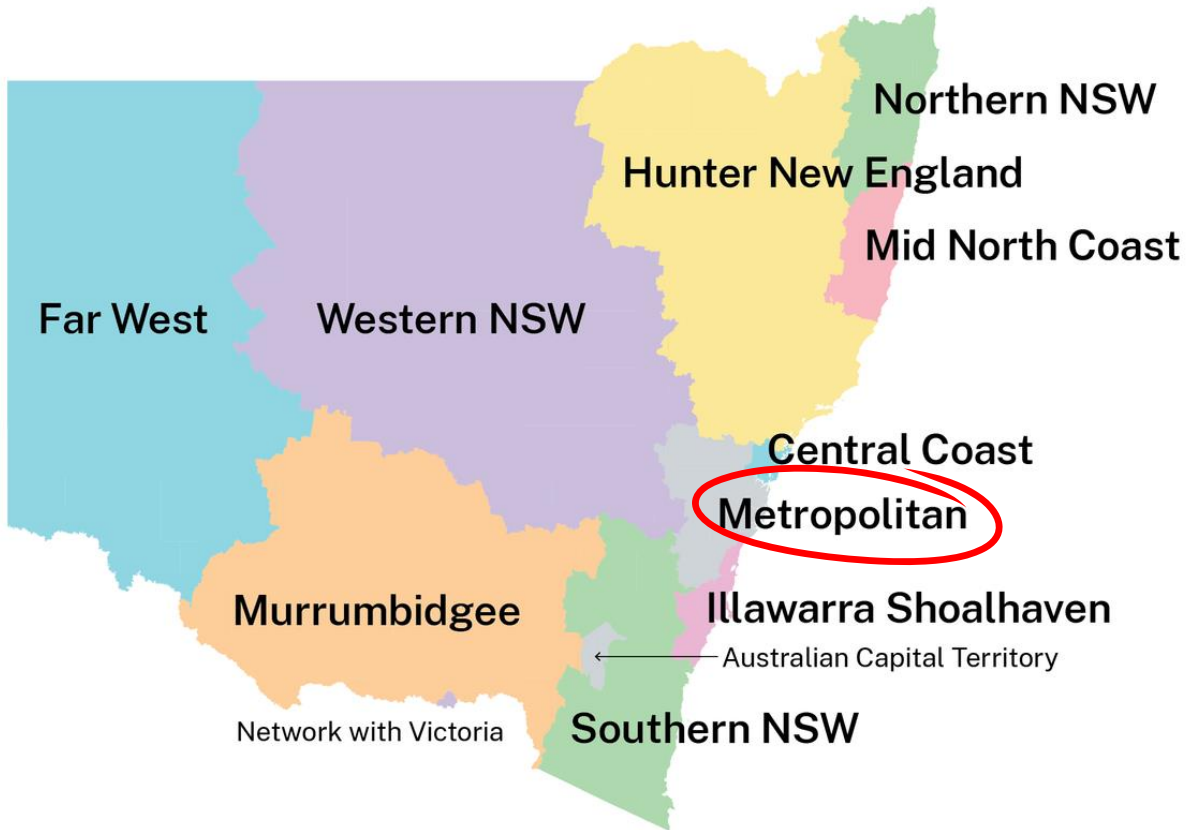 Northern NSW
Hunter New England
Mid North Coast
Far West
Western NSW
Central Coast
Metropolitan
Murrumbidgee
Illawarra Shoalhaven
Australian Capital Territory
Network with Victoria
Southern NSW